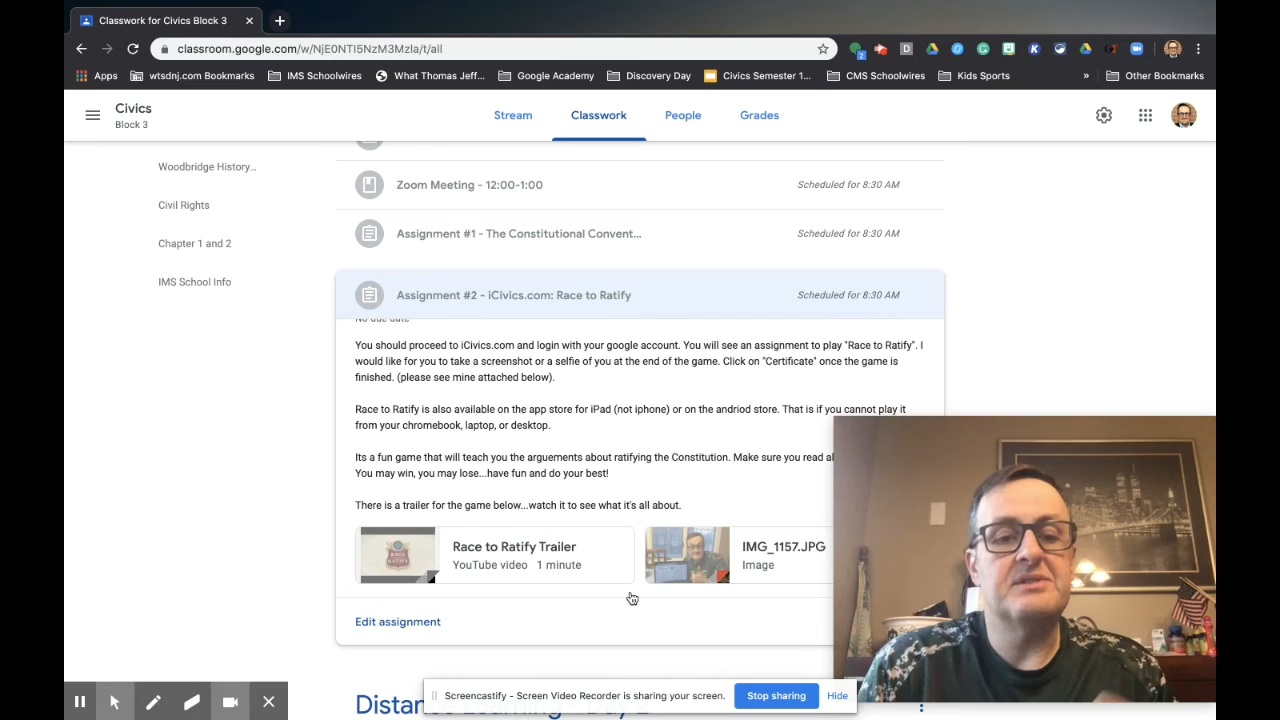 Classwork for Civics Block 3
classroom.google.com/w/NjE0NTI5NzM3Mzla/t/all
Apps
wtsdnj.com Bookmarks
IMS Schoolwires
What Thomas Jeff...
Google Academy
Discovery Day
Civics Semester 1...
CMS Schoolwires
Kids Sports
»
Other Bookmarks
Civics
Block 3
Stream
Classwork
People
Grades
Woodbridge History...
Civil Rights
Chapter 1 and 2
IMS School Info
Zoom Meeting - 12:00-1:00
Scheduled for 8:30 AM
Assignment #1 - The Constitutional Convent...
Scheduled for 8:30 AM
Assignment #2 - iCivics.com: Race to Ratify
Scheduled for 8:30 AM
No due date
You should proceed to iCivics.com and login with your google account. You will see an assignment to play "Race to Ratify". I
would like for you to take a screenshot or a selfie of you at the end of the game. Click on "Certificate" once the game is
finished. (please see mine attached below).
Race to Ratify is also available on the app store for iPad (not iphone) or on the andriod store. That is if you cannot play it
from your chromebook, laptop, or desktop.
Its a fun game that will teach you the arguements about ratifying the Constitution. Make sure you read
You may win, you may lose...have fun and do your best!
There is a trailer for the game below...watch it to see what it's all about.
Race to Ratify Trailer
YouTube video 1 minute
IMG_1157.JPG
Image
Edit assignment
Screencastify - Screen Video Recorder is sharing your screen.
Stop sharing
Hide